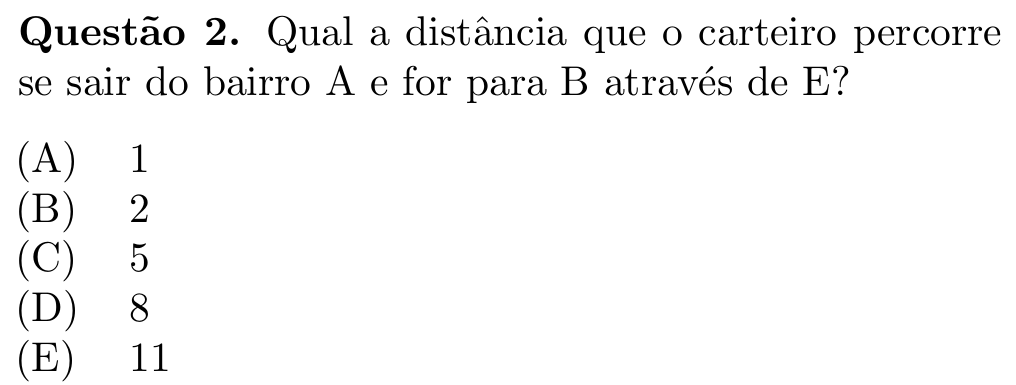 Questão 2. Qual a distância que o carteiro percorre
se sair do bairro A e for para B através de E?
(A) 1
(B) 2
(C) 5
(D) 8
(E) 11